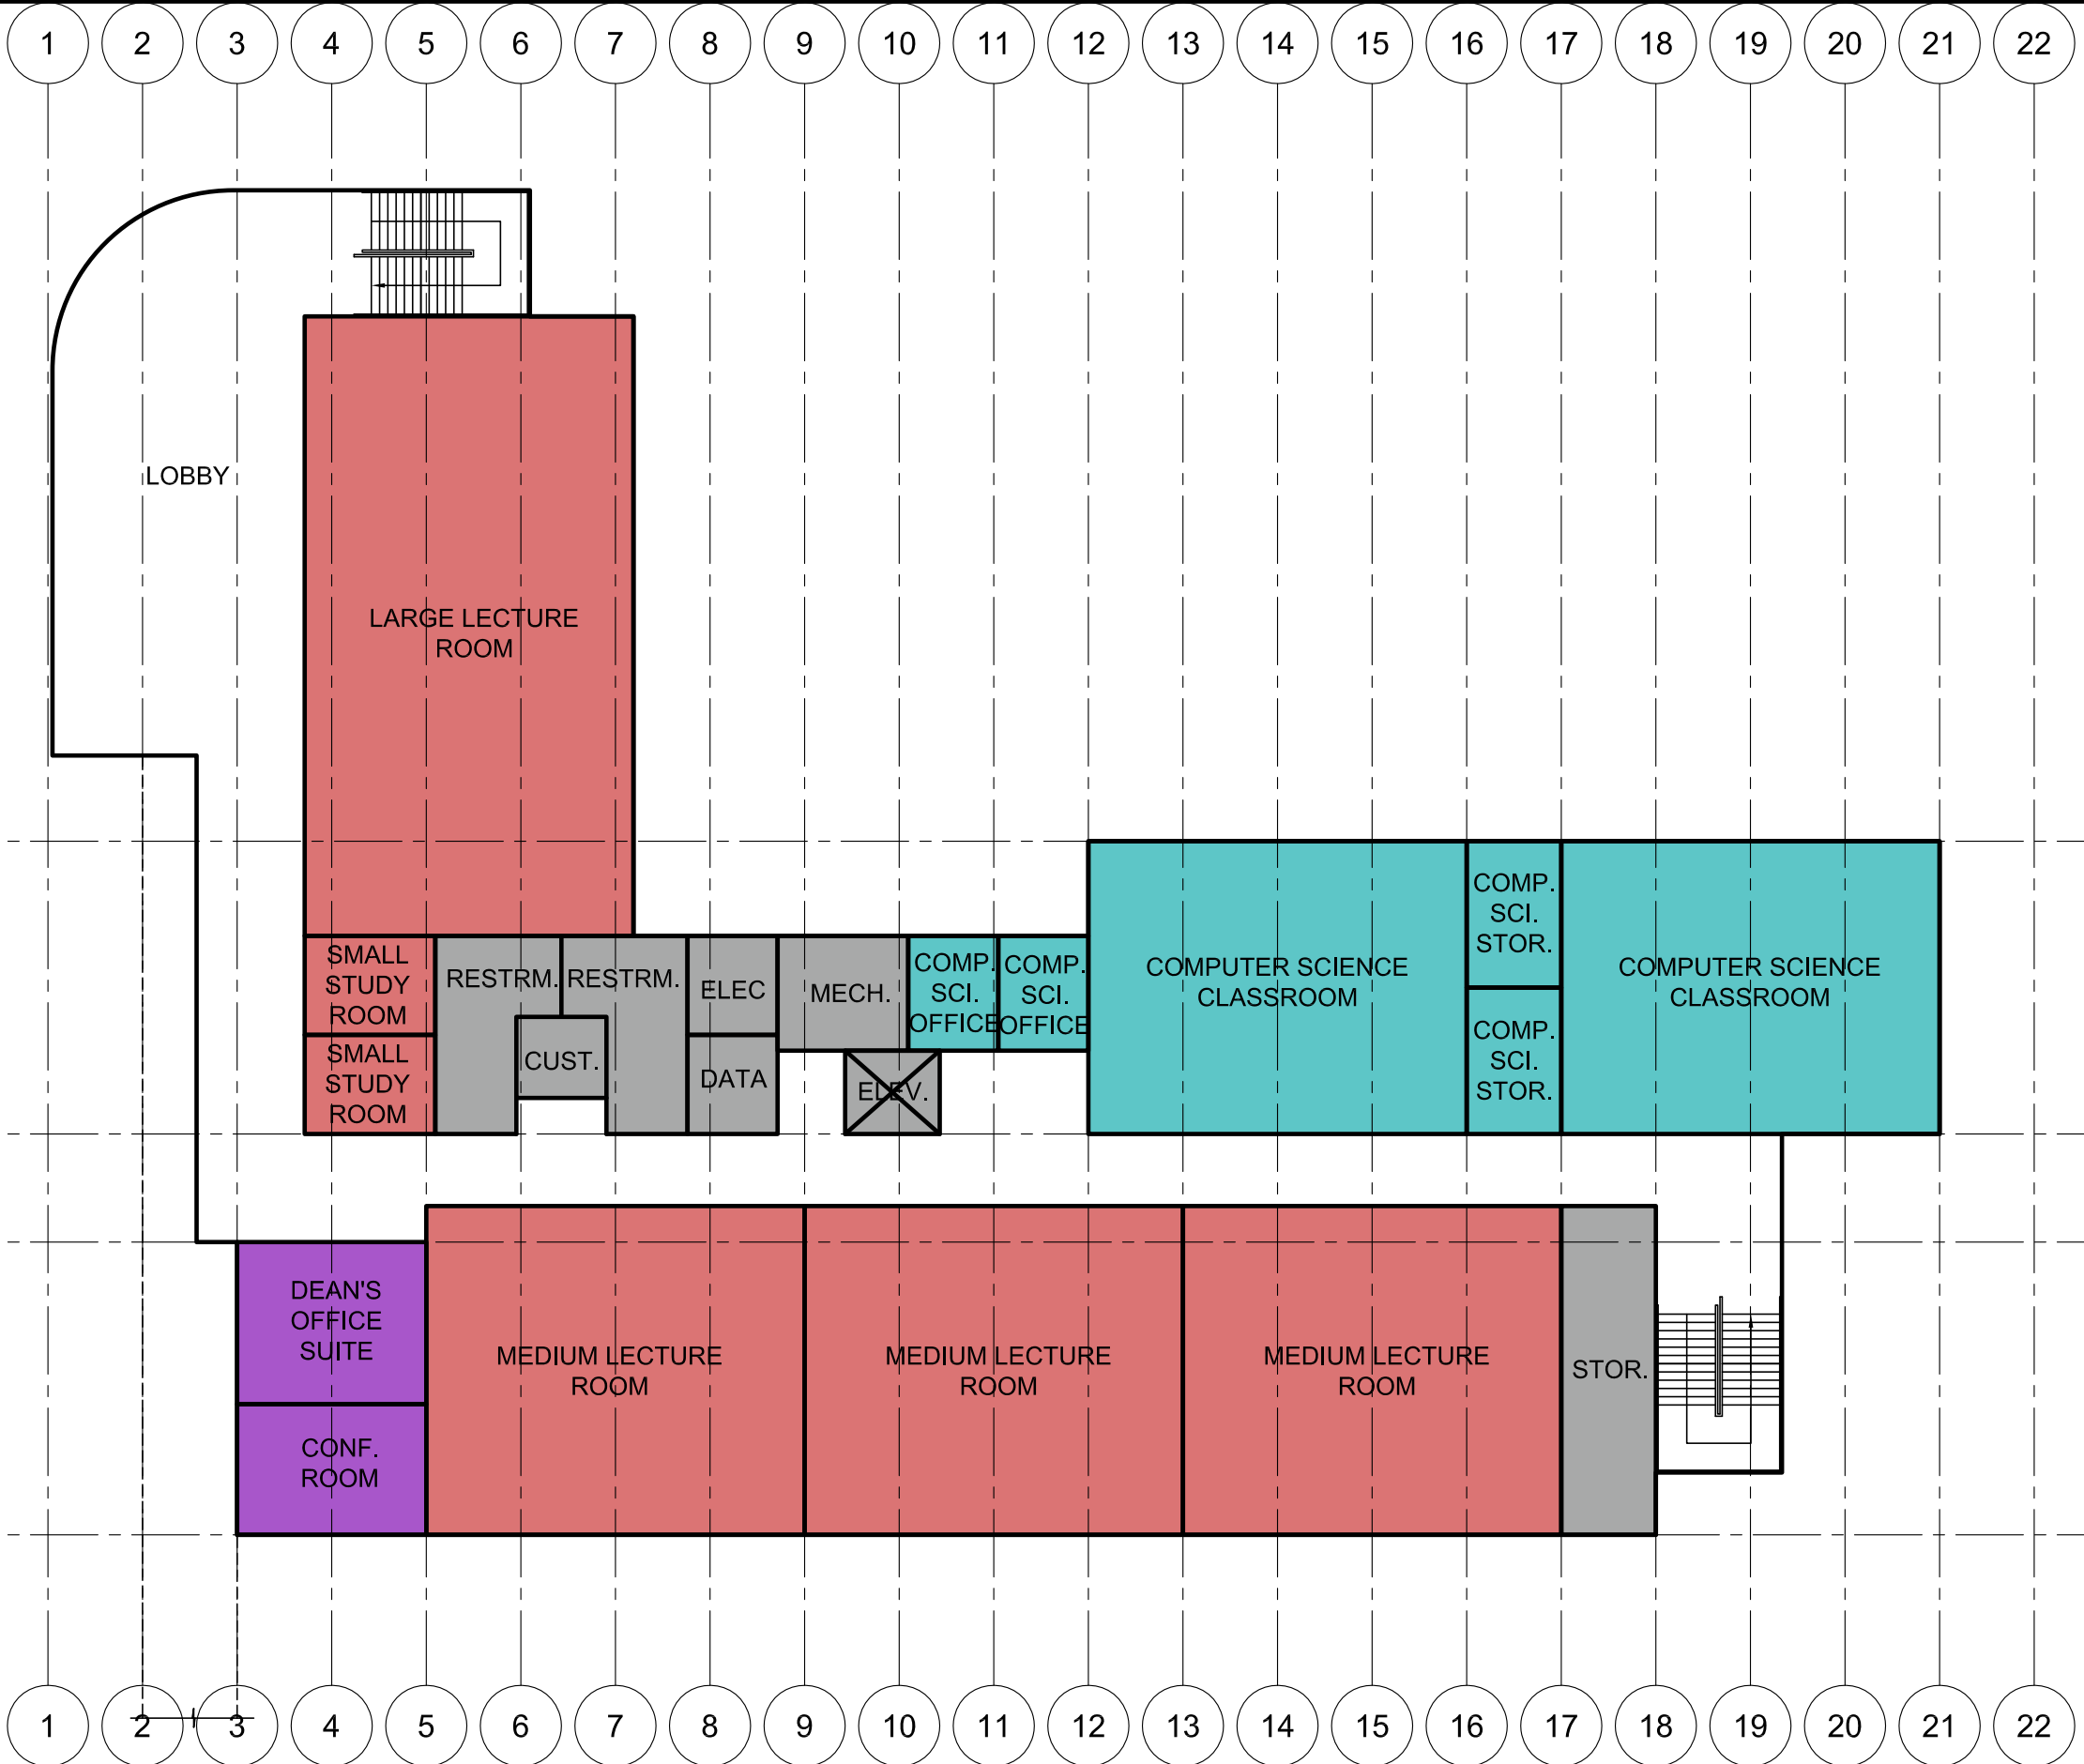 1 2 3 4 5 6 7 8 9 10 11 12 13 14 15 16 17 18 19 20 21 22
LOBBY
LARGE LECTURE
ROOM
SMALL
STUDY
ROOM
SMALL
STUDY
ROOM
RESTRM.
RESTRM.
CUST.
ELEC
DATA
MECH.
ELEV.
COMP.
SCI.
OFFICE
COMP.
SCI.
OFFICE
COMPUTER SCIENCE
CLASSROOM
COMP.
SCI.
STOR.
COMP.
SCI.
STOR.
COMPUTER SCIENCE
CLASSROOM
DEAN'S
OFFICE
SUITE
CONF.
ROOM
MEDIUM LECTURE
ROOM
MEDIUM LECTURE
ROOM
MEDIUM LECTURE
ROOM
STOR.
1 2 3 4 5 6 7 8 9 10 11 12 13 14 15 16 17 18 19 20 21 22